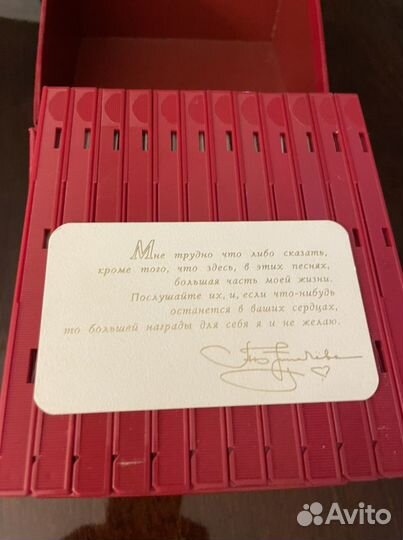 Мне трудно что либо сказать,
кроме того, что здесь, в этих песнях,
большая часть моей жизни.
Послушайте их, и, если что-нибудь
останется в ваших сердцах,
то большей награды для себя я и не желаю.
Avito